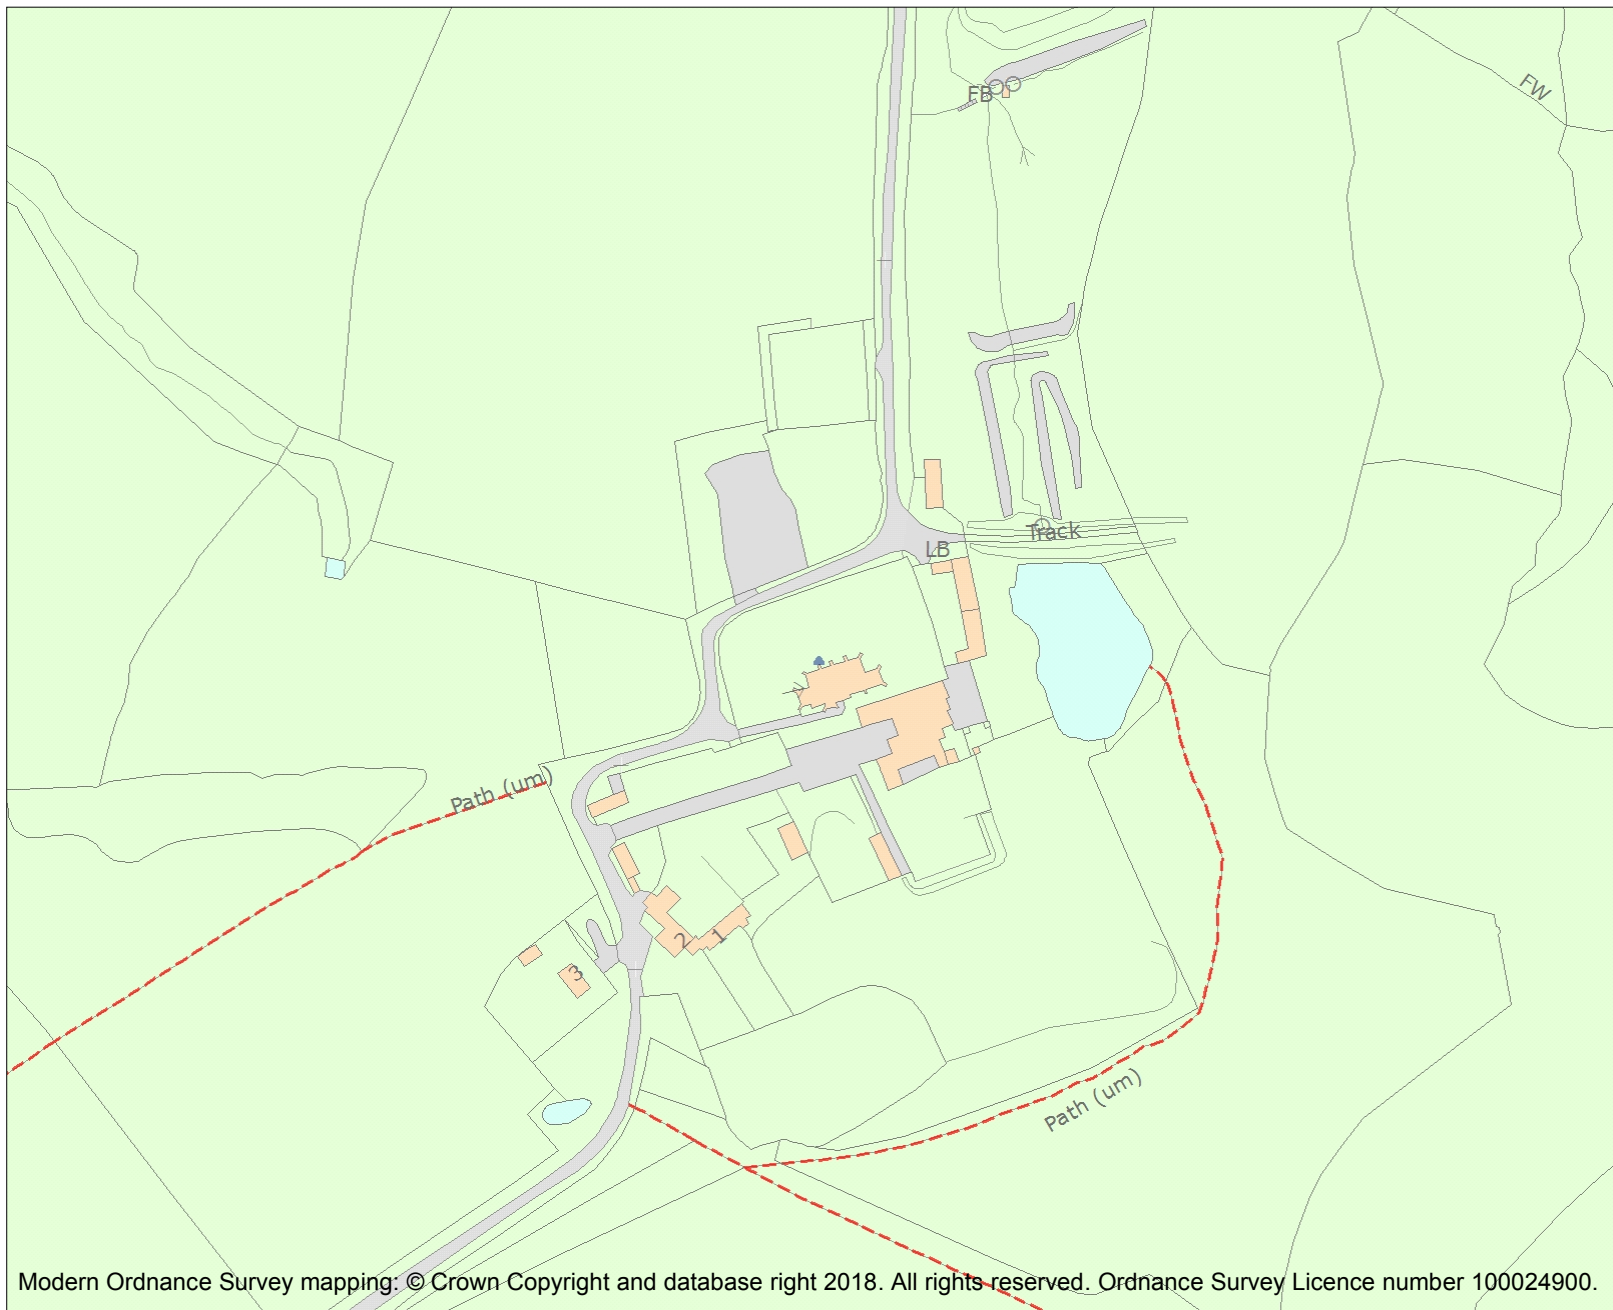 FB
FW
Track
LB
Path (um)
2
1
3
Path (um)
Modern Ordnance Survey mapping: © Crown Copyright and database right 2018. All rights reserved. Ordnance Survey Licence number 100024900.